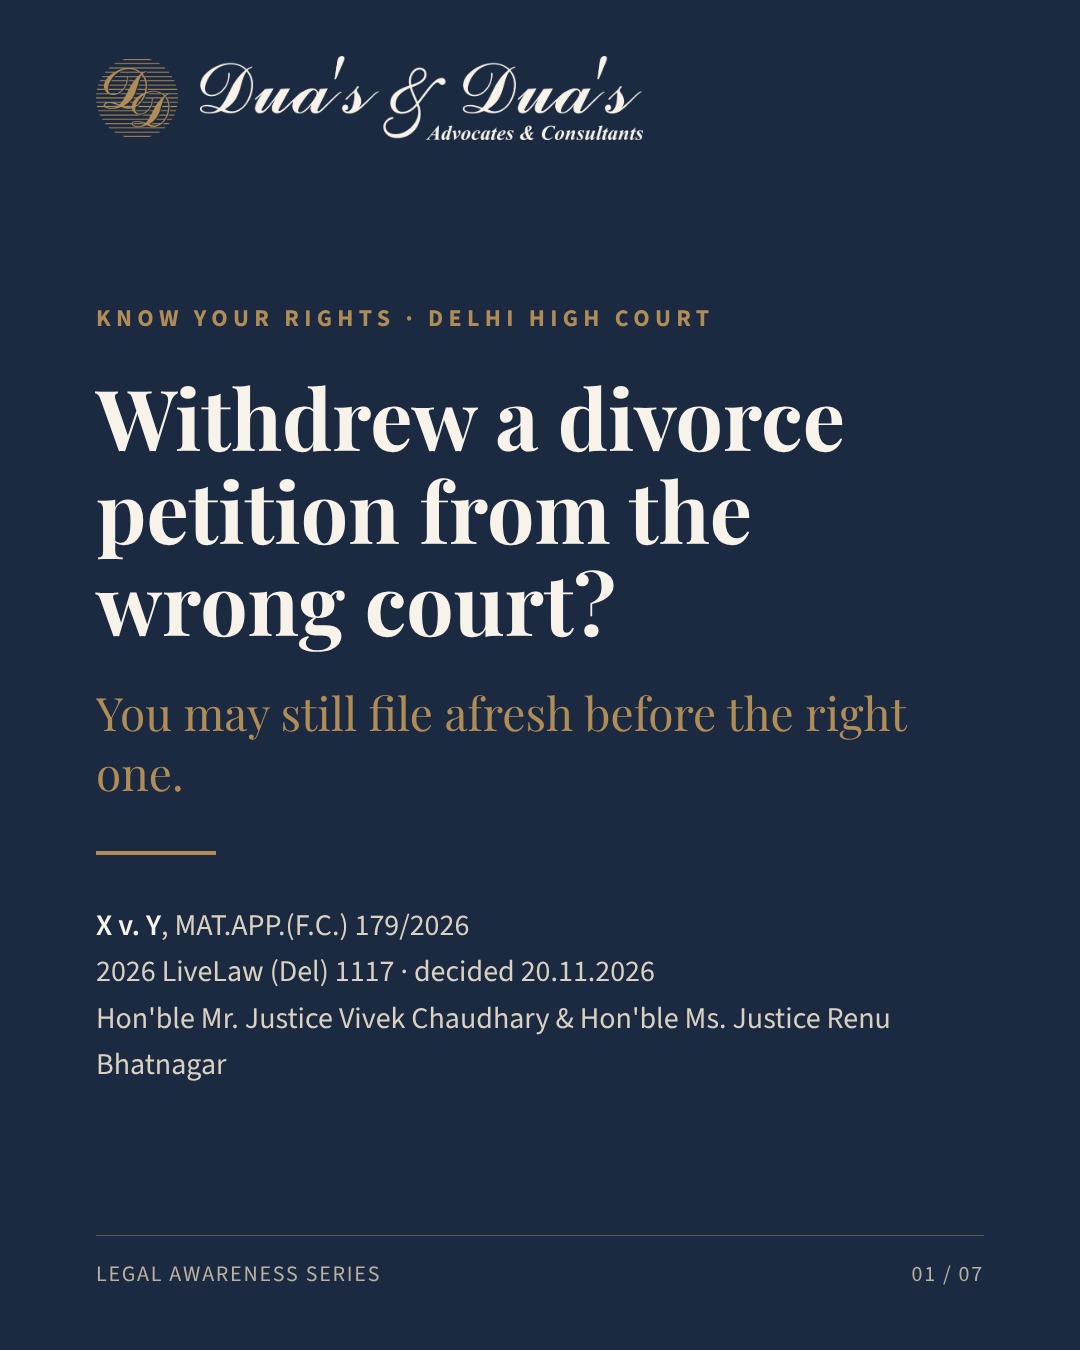 DD Dua's & Dua's
Advocates & Consultants
KNOW YOUR RIGHTS · DELHI HIGH COURT
Withdrew a divorce
petition from the
wrong court?
You may still file afresh before the right
one.
X v. Y, MAT.APP.(F.C.) 179/2026
2026 LiveLaw (Del) 1117 · decided 20.11.2026
Hon'ble Mr. Justice Vivek Chaudhary & Hon'ble Ms. Justice Renu
Bhatnagar
LEGAL AWARENESS SERIES
01 / 07